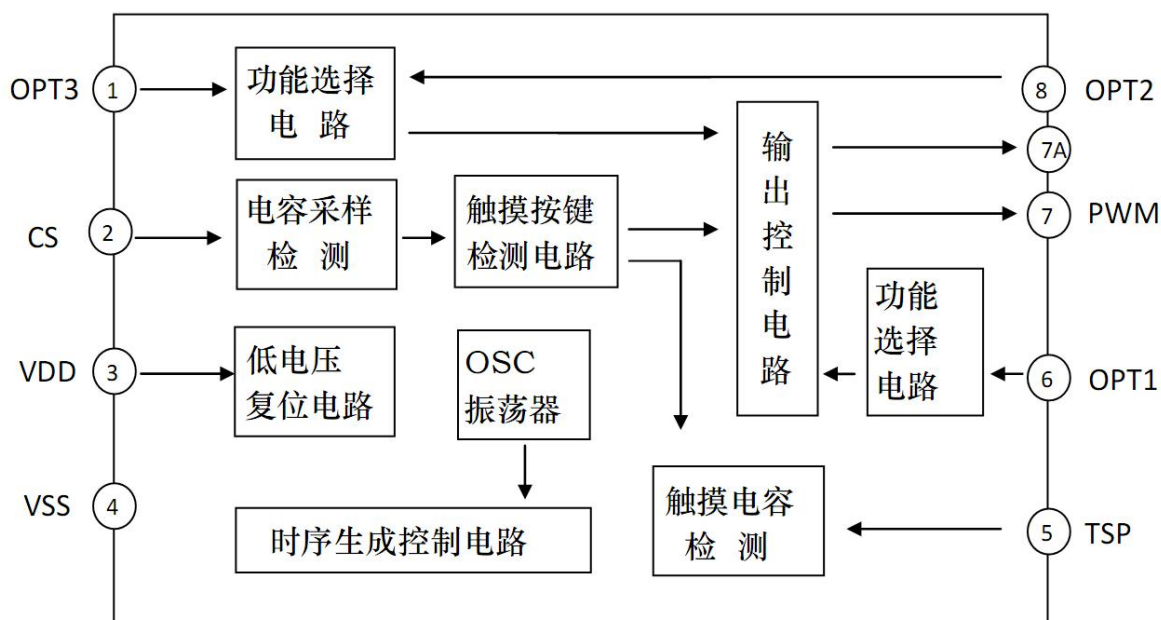 OPT3
1
功能选择
电 路
8
OPT2
7A
输
出
控
制
电
路
CS
2
电容采样
检 测
触摸按键
检测电路
7
PWM
功能
选择
电路
VDD
3
低电压
复位电路
OSC
振荡器
6
OPT1
VSS
4
时序生成控制电路
触摸电容
检 测
5
TSP